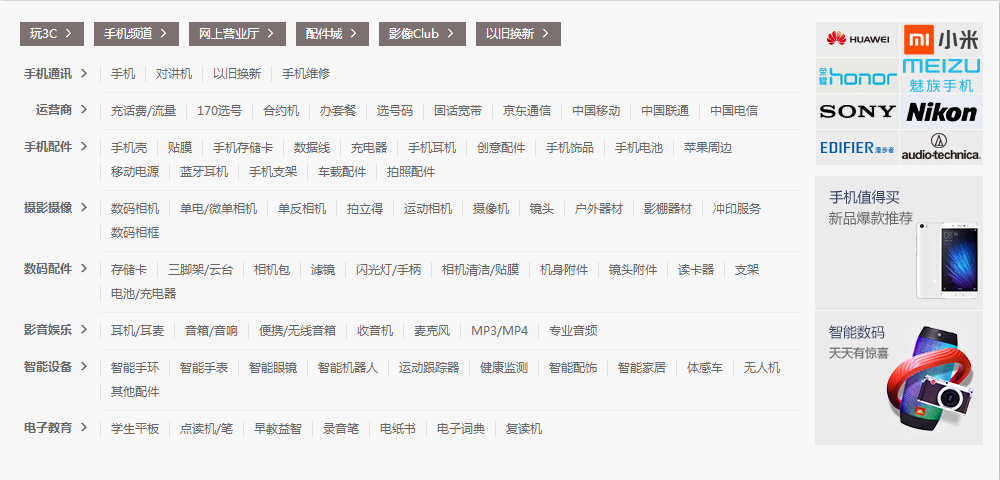 玩3C > 手机频道 > 网上营业厅 > 配件城 > 影像Club > 以旧换新 >
手机通讯 > 手机 对讲机 以旧换新 手机维修
运营商 > 充话费/流量 170选号 合约机 办套餐 选号码 固话宽带 京东通信 中国移动 中国联通 中国电信
手机配件 > 手机壳 贴膜 手机存储卡 数据线 充电器 手机耳机 创意配件 手机饰品 手机电池 苹果周边
移动电源 蓝牙耳机 手机支架 车载配件 拍照配件
摄影摄像 > 数码相机 单电/微单相机 单反相机 拍立得 运动相机 摄像机 镜头 户外器材 影棚器材 冲印服务
数码相框
数码配件 > 存储卡 三脚架/云台 相机包 滤镜 闪光灯/手柄 相机清洁/贴膜 机身附件 镜头附件 读卡器 支架
电池/充电器
影音娱乐 > 耳机/耳麦 音箱/音响 便携/无线音箱 收音机 麦克风 MP3/MP4 专业音频
智能设备 > 智能手环 智能手表 智能眼镜 智能机器人 运动跟踪器 健康监测 智能配饰 智能家居 体感车 无人机
其他配件
电子教育 > 学生平板 点读机/笔 早教益智 录音笔 电纸书 电子词典 复读机
HUAWEI mi 小米
荣耀 honor MEIZU 魅族手机
SONY Nikon
EDIFIER 漫步者 audio-technica.
手机值得买
新品爆款推荐
智能数码
天天有惊喜
JBL